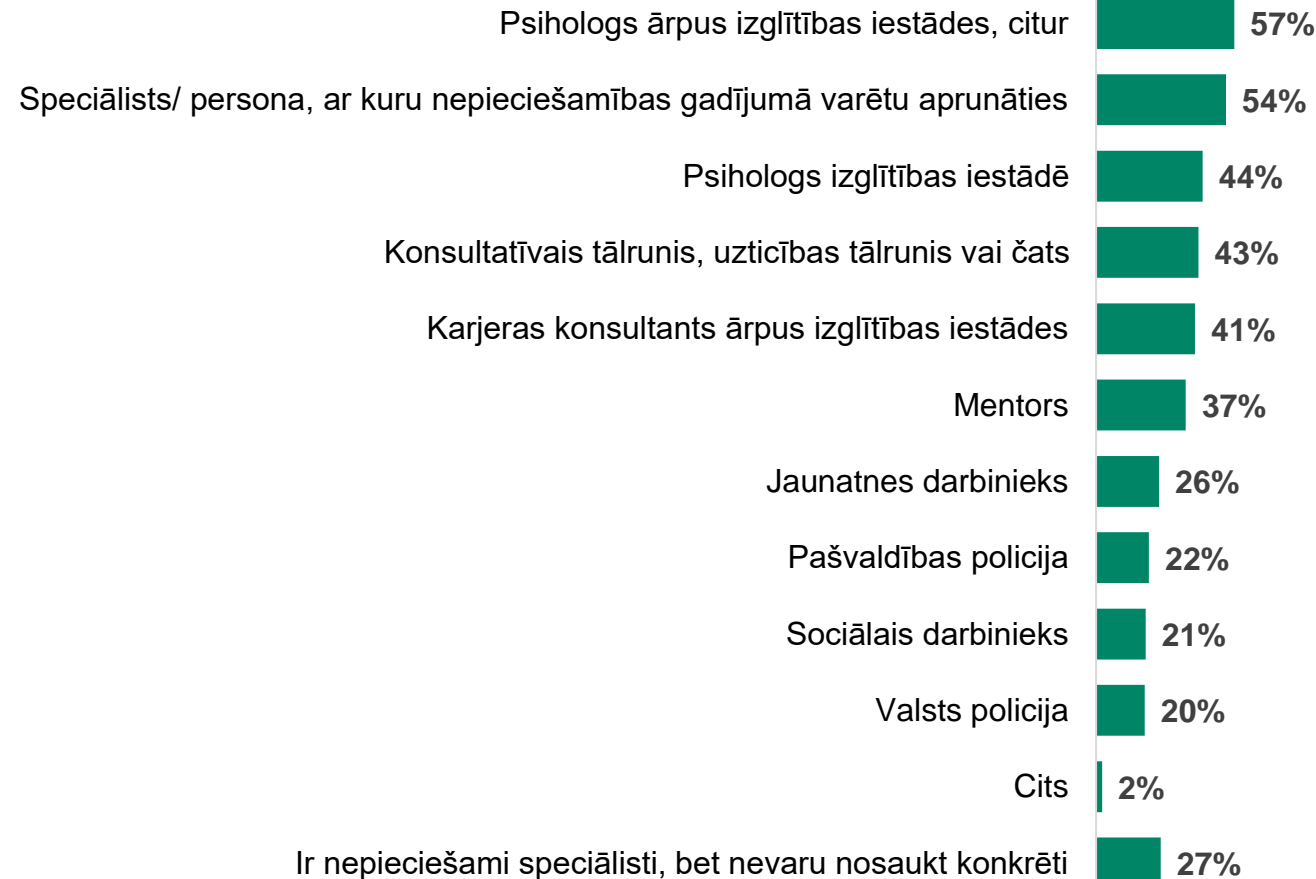 Psihologs ārpus izglītības iestādes, citur 57%
Speciālists/ persona, ar kuru nepieciešamības gadījumā varētu aprunāties 54%
Psihologs izglītības iestādē 44%
Konsultatīvais tālrunis, uzticības tālrunis vai čats 43%
Karjeras konsultants ārpus izglītības iestādes 41%
Mentors 37%
Jaunatnes darbinieks 26%
Pašvaldības policija 22%
Sociālais darbinieks 21%
Valsts policija 20%
Cits 2%
Ir nepieciešami speciālisti, bet nevaru nosaukt konkrēti 27%